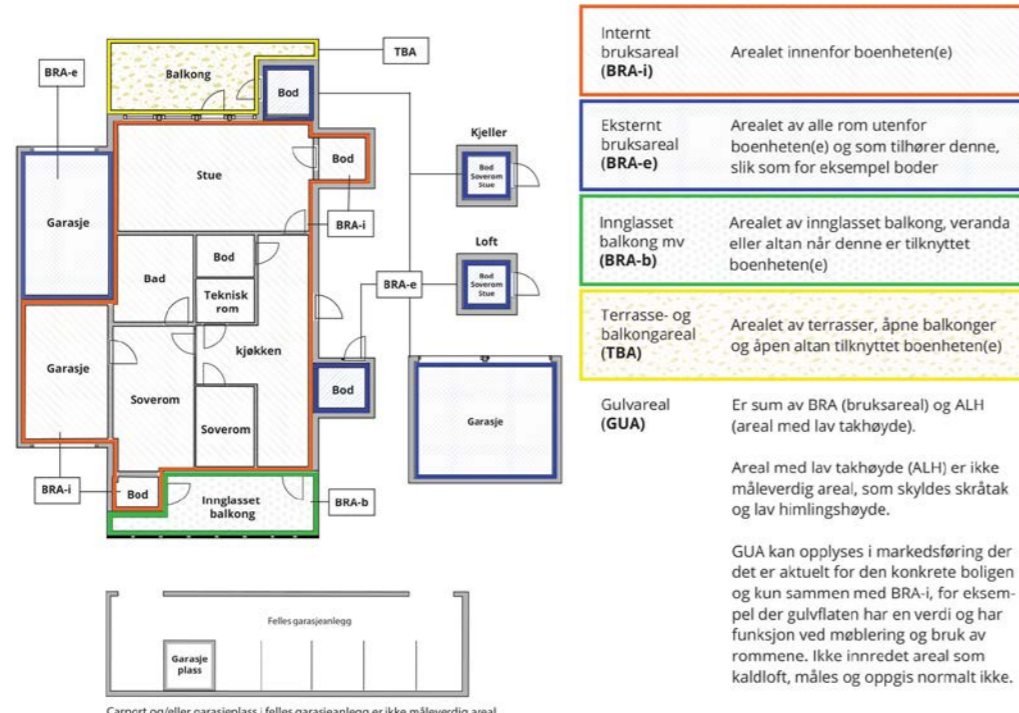 TBA
BRA-e
Balkong
Bod
Kjeller
Bod
Soverom
Stue
Stue
Bod
BRA-i
Garasje
Loft
Bod
Soverom
Stue
Bad
Bod
Teknisk
rom
BRA-e
Garasje
kjøkken
Soverom
Bod
Soverom
Garasje
BRA-i
Bod
Innglasset
balkong
BRA-b
Felles garasjeanlegg
Garasje
plass
Carport og/eller garasjeplass i felles garasjeanlegg er ikke måleverdig areal
Internt
bruksareal
(BRA-i)
Arealet innenfor boenheten(e)
Eksternt
bruksareal
(BRA-e)
Arealet av alle rom utenfor
boenheten(e) og som tilhører denne,
slik som for eksempel boder
Innglasset
balkong mv
(BRA-b)
Arealet av innglasset balkong, veranda
eller altan når denne er tilknyttet
boenheten(e)
Terrasse- og
balkongareal
(TBA)
Arealet av terrasser, åpne balkonger
og åpen altan tilknyttet boenheten(e)
Gulvareal
(GUA)
Er sum av BRA (bruksareal) og ALH
(areal med lav takhøyde).
Areal med lav takhøyde (ALH) er ikke
måleverdig areal, som skyldes skråtak
og lav himlingshøyde.
GUA kan opplyses i markedsføring der
det er aktuelt for den konkrete boligen
og kun sammen med BRA-i, for eksem-
pel der gulvflaten har en verdi og har
funksjon ved møblering og bruk av
rommene. Ikke innredet areal som
kaldloft, måles og oppgis normalt ikke.